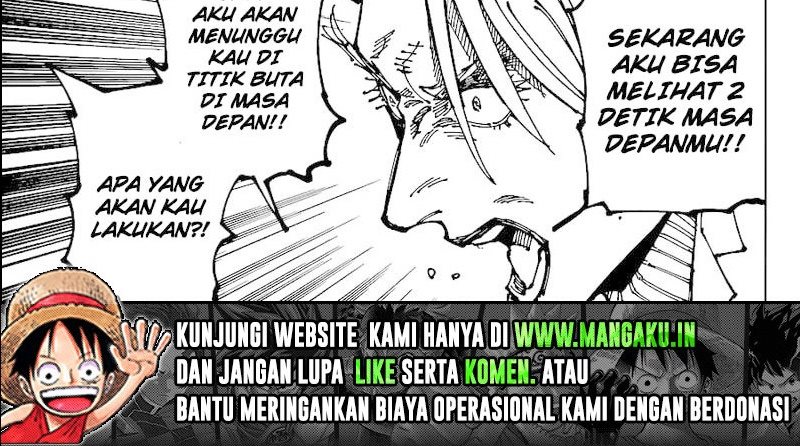 SEKARANG
AKU BISA
MELIHAT 2
DETIK MASA
DEPANMU!!
AKU AKAN
MENUNGGU
KAU DI
TITIK BUTA
DI MASA
DEPAN!!
APA YANG
AKAN KAU
LAKUKAN?!
KUNJUNGI WEBSITE KAMI HANYA DI WWW.MANGAKU.IN
DAN JANGAN LUPA LIKE SERTA KOMEN. ATAU
BANTU MERINGANKAN BIAYA OPERASIONAL KAMI DENGAN BERDONASI